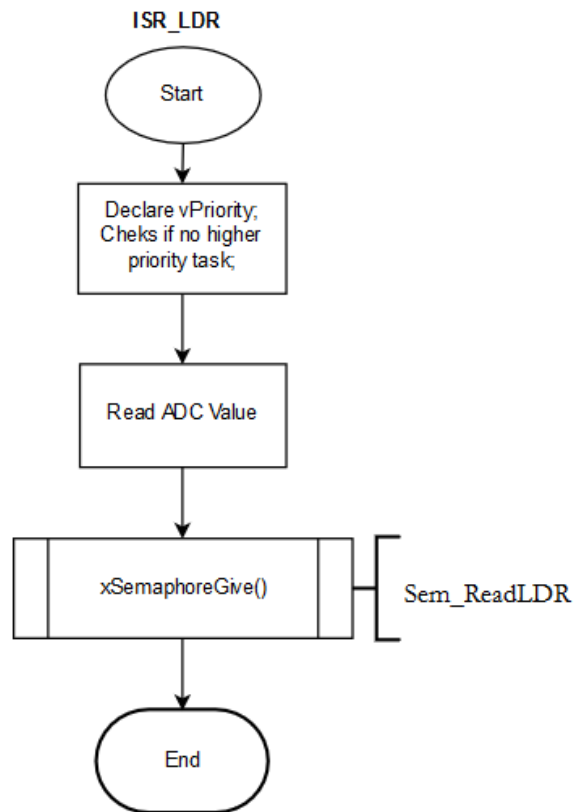 ISR_LDR
Start
Declare vPriority;
Cheks if no higher
priority task;
Read ADC Value
xSemaphoreGive()
Sem_ReadLDR
End